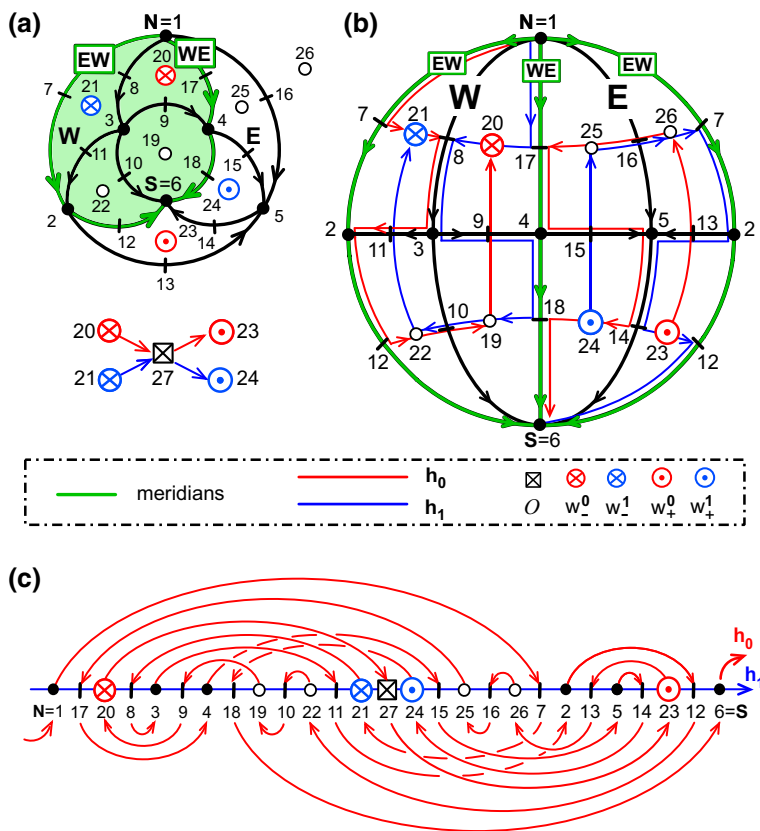 (a)
N=1
EW
WE
20
26
7
21
8
17
25
16
3
9
4
W
19
E
11
10
18
15
22
S=6
24
2
23
5
12
14
13
20
23
27
21
24
(b)
N=1
EW
WE
EW
W
E
7
21
20
25
26
7
8
17
16
2
11
3
9
4
15
5
13
2
10
18
12
22
19
24
14
23
12
S=6
meridians
h₀
h₁
O
w⁰₋
w¹₋
w⁰₊
w¹₊
(c)
h₀
h₁
N=1 17 20 8 3 9 4 18 19 10 22 11 21 27 24 15 25 16 26 7 2 13 5 14 23 12 6=S